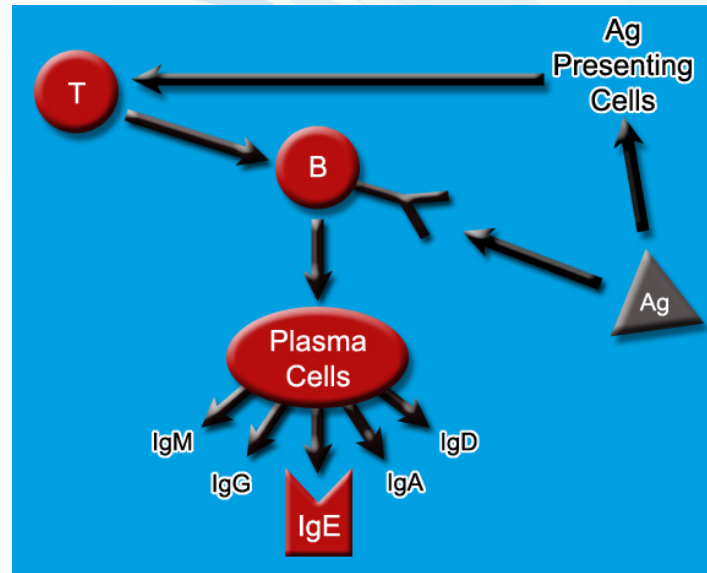 Ag
Presenting
Cells
T
B
Ag
Plasma
Cells
IgM
IgD
IgG
IgA
IgE